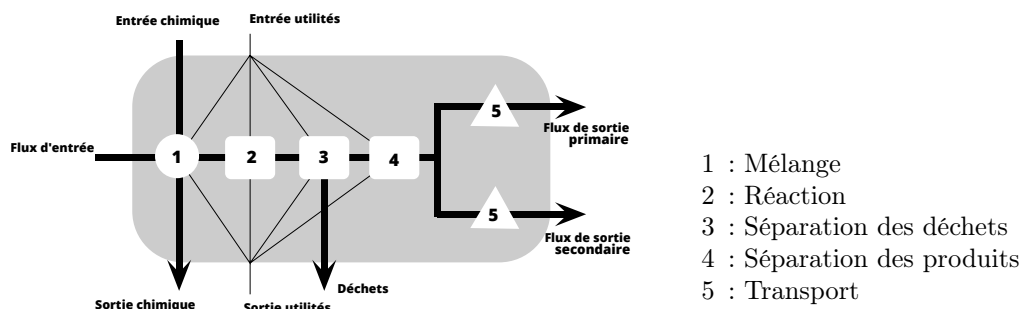 Entrée chimique
Entrée utilités
Flux d'entrée
1
2
3
4
5
Flux de sortie
primaire
5
Flux de sortie
secondaire
Déchets
Sortie chimique
Sortie utilités
1 : Mélange
2 : Réaction
3 : Séparation des déchets
4 : Séparation des produits
5 : Transport